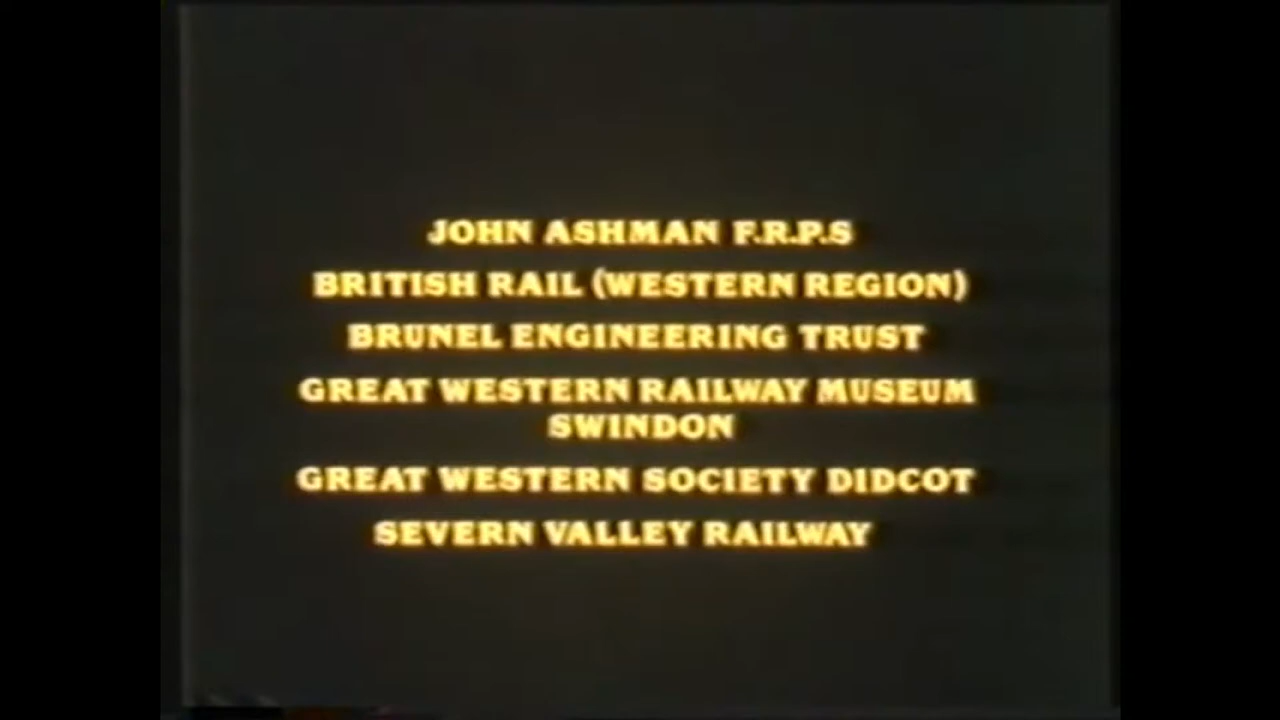 JOHN ASHMAN F.R.P.S
BRITISH RAIL (WESTERN REGION)
BRUNEL ENGINEERING TRUST
GREAT WESTERN RAILWAY MUSEUM
SWINDON
GREAT WESTERN SOCIETY DIDCOT
SEVERN VALLEY RAILWAY